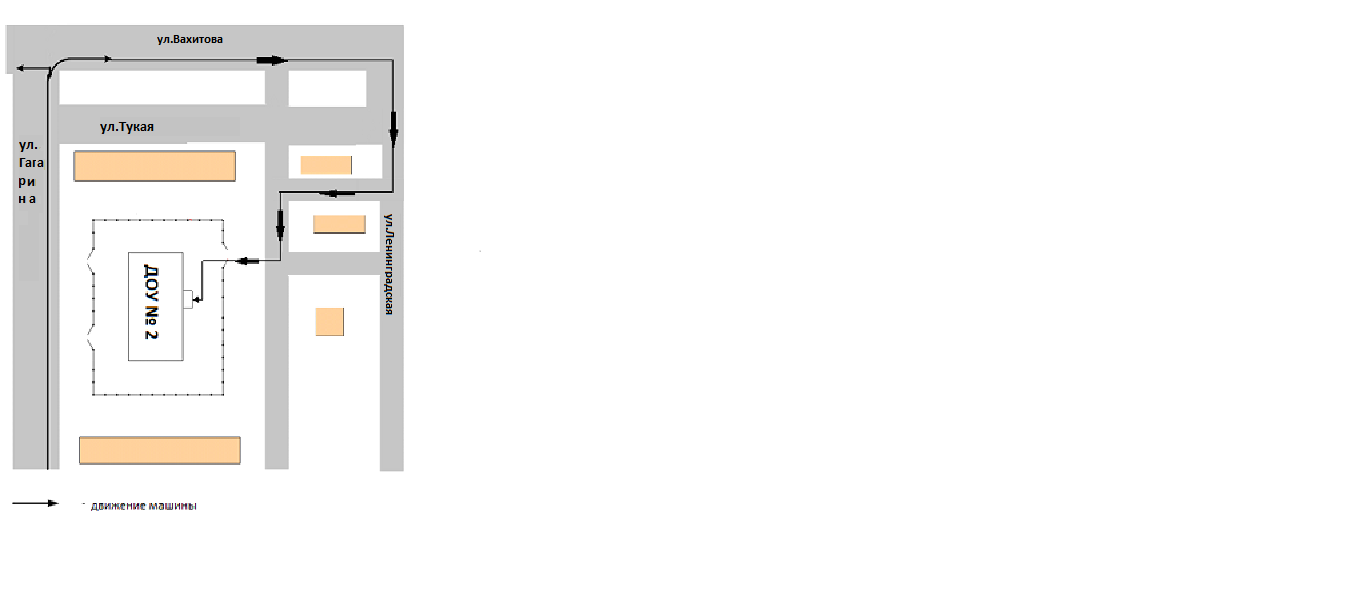 ул.Вахитова
ул.Тукая
ул.
Гага
ри
н а
ул.Ленинградская
ДОУ № 2
движение машины